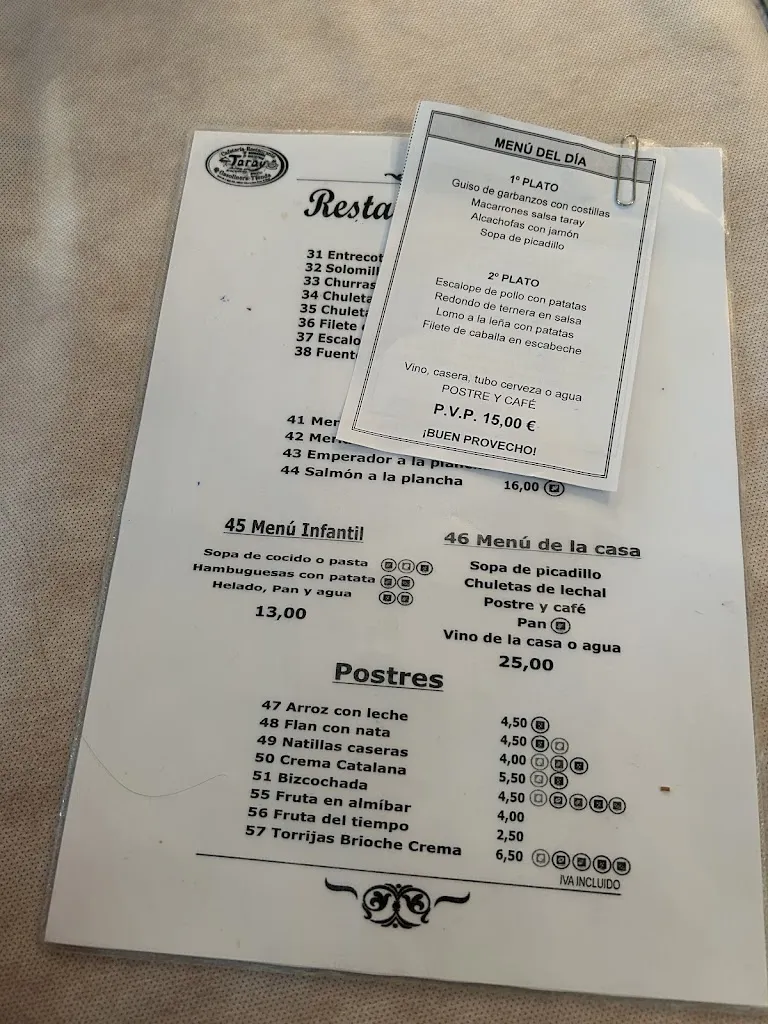 Cafetería Restaurante
Taray
Gasolinera Tienda
Resta
MENÚ DEL DÍA
1º PLATO
Guiso de garbanzos con costillas
Macarrones salsa taray
Alcachofas con jamón
Sopa de picadillo
2º PLATO
Escalope de pollo con patatas
Redondo de ternera en salsa
Lomo a la leña con patatas
Filete de caballa en escabeche
Vino, casera, tubo cerveza o agua
POSTRE Y CAFÉ
P.V.P. 15,00 €
¡BUEN PROVECHO!
31 Entrecot
32 Solomill
33 Churras
34 Chuleta
35 Chuleta
36 Filete
37 Escalo
38 Fuent
41 Mer
42 Mer
43 Emperador a la plancha
44 Salmón a la plancha 16,00
45 Menú Infantil
Sopa de cocido o pasta
Hambuguesas con patata
Helado, Pan y agua
13,00
46 Menú de la casa
Sopa de picadillo
Chuletas de lechal
Postre y café
Pan
Vino de la casa o agua
25,00
Postres
47 Arroz con leche 4,50
48 Flan con nata 4,50
49 Natillas caseras 4,00
50 Crema Catalana 5,50
51 Bizcochada 4,50
55 Fruta en almíbar 4,00
56 Fruta del tiempo 2,50
57 Torrijas Brioche Crema 6,50
IVA INCLUIDO